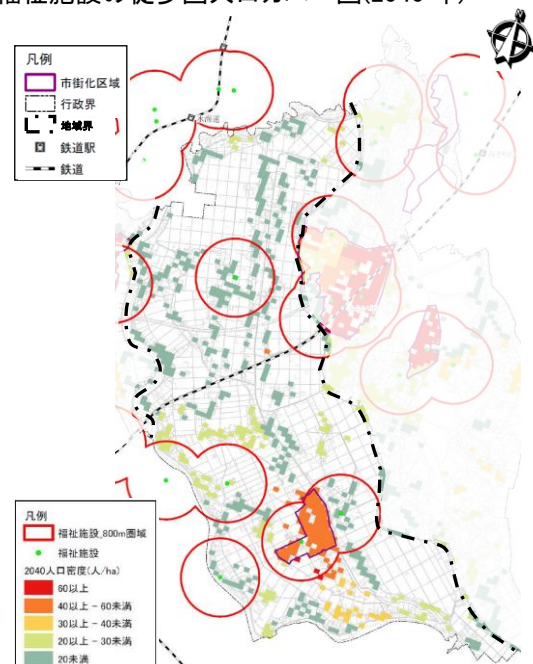 福祉施設の徒歩圏人口カバー図(2040年)
凡例
市街化区域
行政界
地域界
鉄道駅
鉄道
水海道
凡例
福祉施設_800m圏域
福祉施設
2040人口密度(人/ha)
60以上
40以上 - 60未満
30以上 - 40未満
20以上 - 30未満
20未満